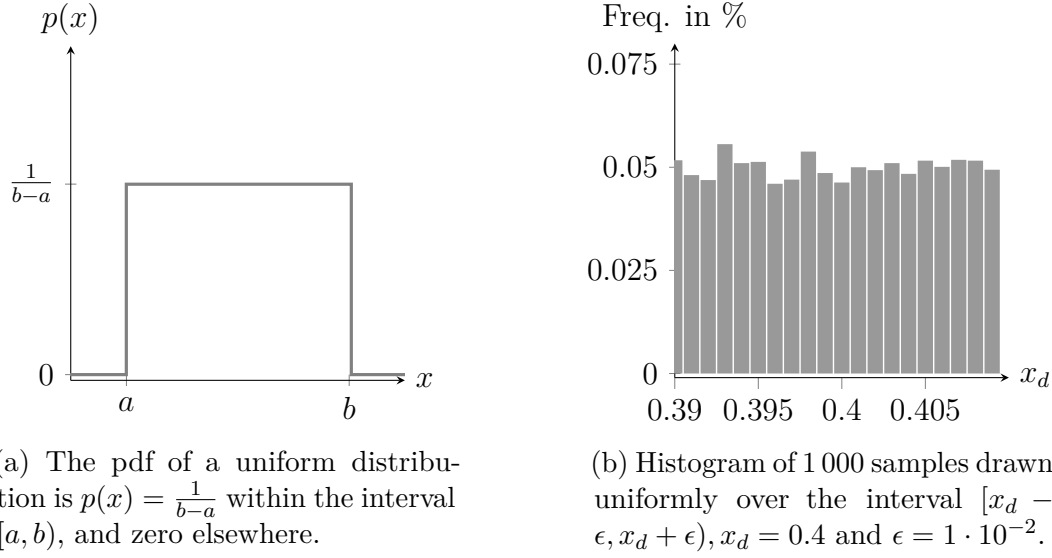 p(x)
1/(b−a)
0
a
b
x
(a) The pdf of a uniform distribu-
tion is p(x) = 1/(b−a) within the interval
[a, b), and zero elsewhere.
Freq. in %
0.075
0.05
0.025
0
0.39 0.395 0.4 0.405
x_d
(b) Histogram of 1 000 samples drawn
uniformly over the interval [x_d −
ϵ, x_d + ϵ), x_d = 0.4 and ϵ = 1 · 10⁻².